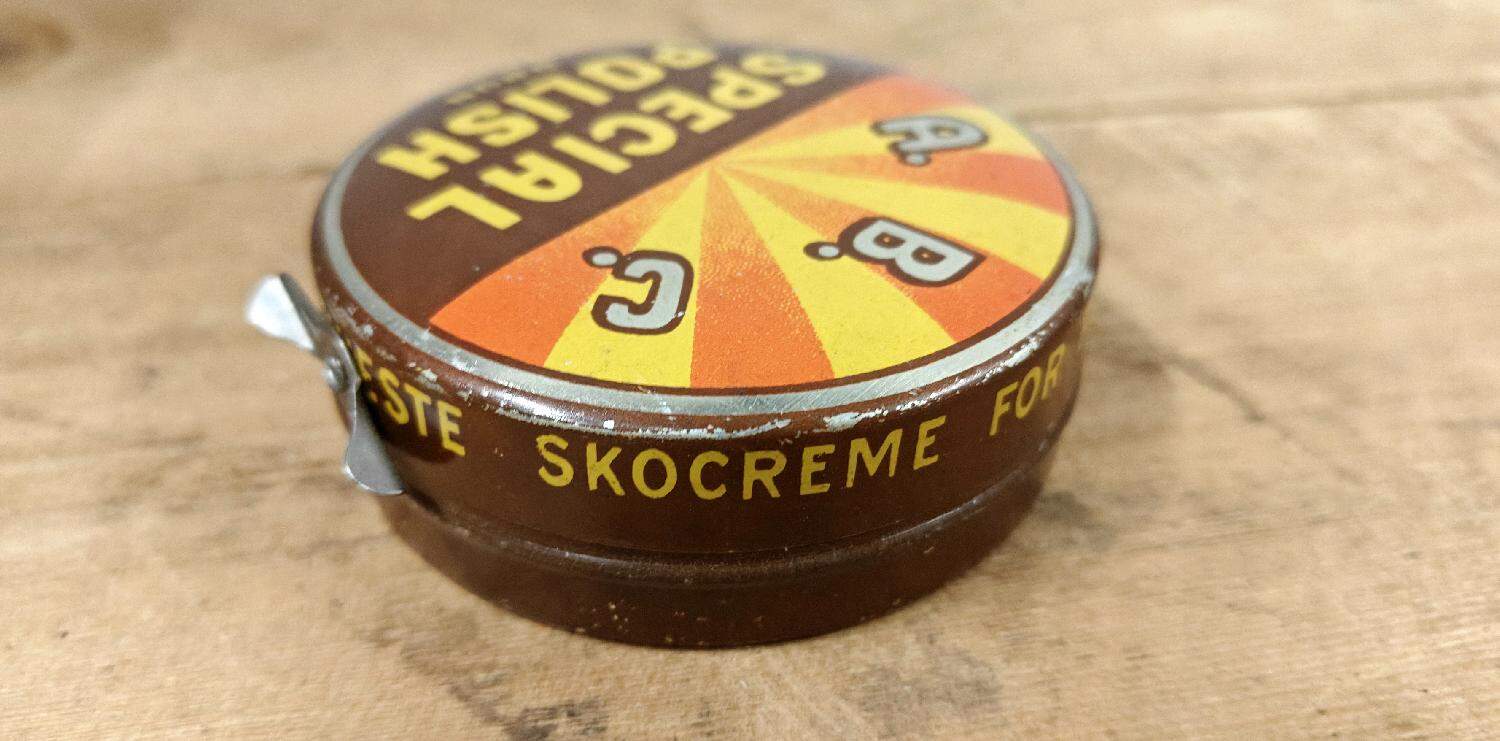 A.B.C.
SPECIAL
POLISH
ESTE SKOCREME FOR